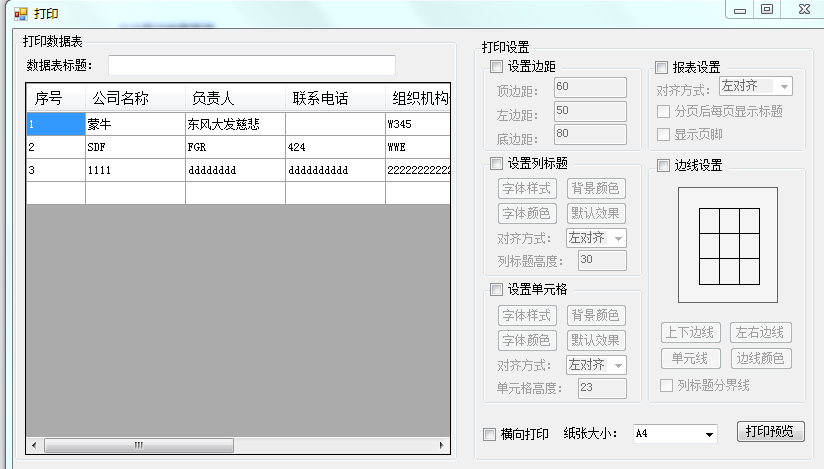 打印
打印数据表
数据表标题:
序号 公司名称 负责人 联系电话 组织机构
1 蒙牛 东风大发慈悲 W345
2 SDF FGR 424 WWE
3 1111 dddddddd dddddddddd 22222222222
打印设置
设置边距
顶边距: 60
左边距: 50
底边距: 80
设置列标题
字体样式 背景颜色
字体颜色 默认效果
对齐方式: 左对齐
列标题高度: 30
设置单元格
字体样式 背景颜色
字体颜色 默认效果
对齐方式: 左对齐
单元格高度: 23
报表设置
对齐方式: 左对齐
分页后每页显示标题
显示页脚
边线设置
上下边线 左右边线
单元线 边线颜色
列标题分界线
横向打印 纸张大小: A4 打印预览